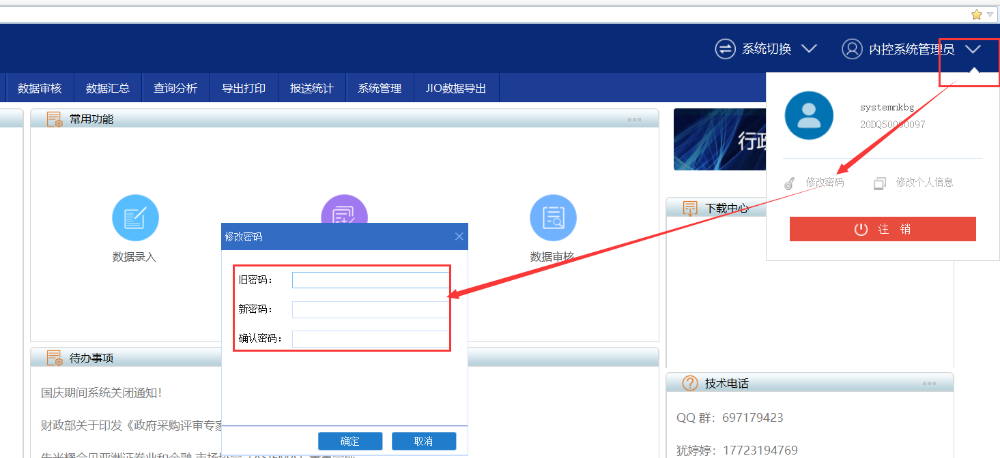 系统切换
内控系统管理员
数据审核 数据汇总 查询分析 导出打印 报送统计 系统管理 JIO数据导出
常用功能
行政
systemnkbg
20DQ50000097
修改密码 修改个人信息
注 销
下载中心
数据录入
数据审核
修改密码
旧密码：
新密码：
确认密码：
确定 取消
待办事项
国庆期间系统关闭通知！
财政部关于印发《政府采购评审专家
技术电话
QQ 群：697179423
犹婷婷：17723194769